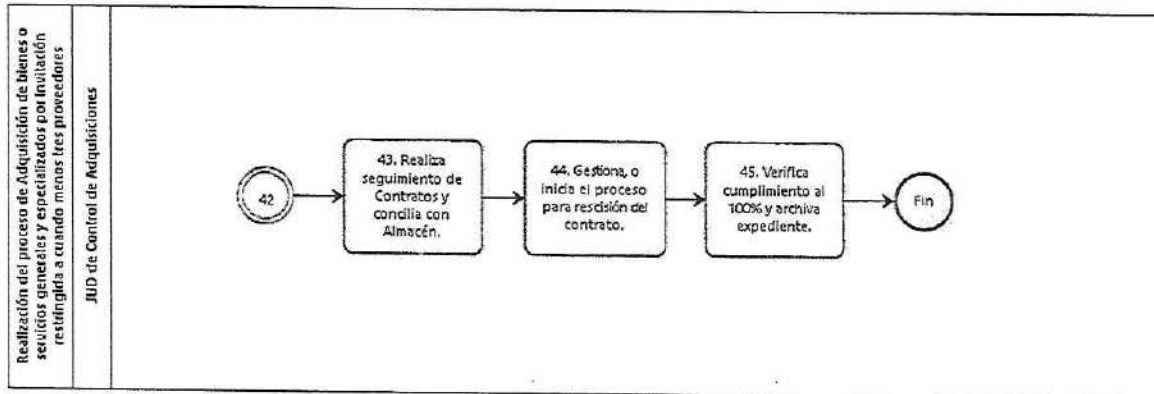 Realización del proceso de Adquisición de bienes o
servicios generales y especializados por invitación
restringida a cuando menos tres proveedores
JUD de Control de Adquisiciones
42
43. Realiza
seguimiento de
Contratos y
concilia con
Almacén.
44. Gestiona, o
inicia el proceso
para rescisión del
contrato.
45. Verifica
cumplimiento al
100% y archiva
expediente.
Fin